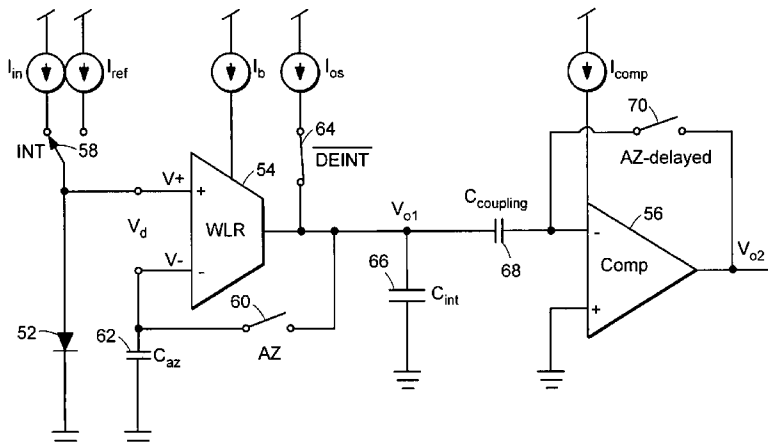 I_in
I_ref
I_b
I_os
I_comp
INT
58
64
DEINT
70
AZ-delayed
54
V+
+
V_d
WLR
V-
-
V_o1
C_coupling
68
56
-
Comp
+
V_o2
66
C_int
60
AZ
52
62
C_az